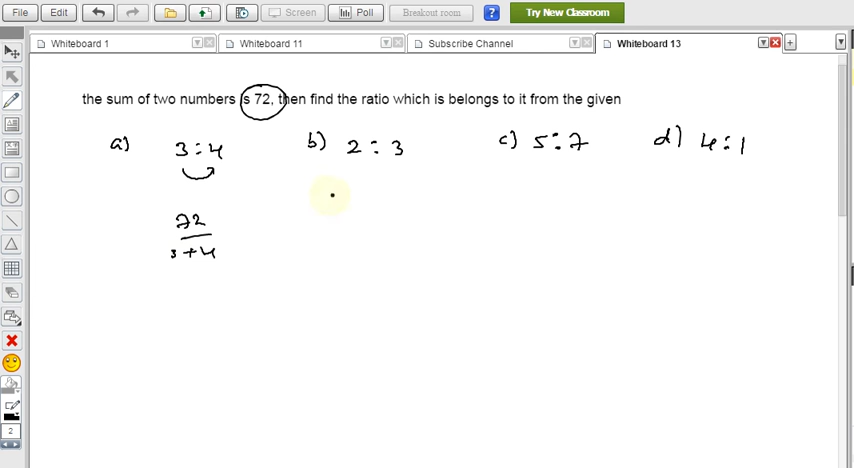 File Edit Screen Poll Breakout room ? Try New Classroom
Whiteboard 1 Whiteboard 11 Subscribe Channel Whiteboard 13 +
the sum of two numbers is 72, then find the ratio which is belongs to it from the given
a) 3:4 b) 2:3 c) 5:7 d) 4:1
72
3+4
2